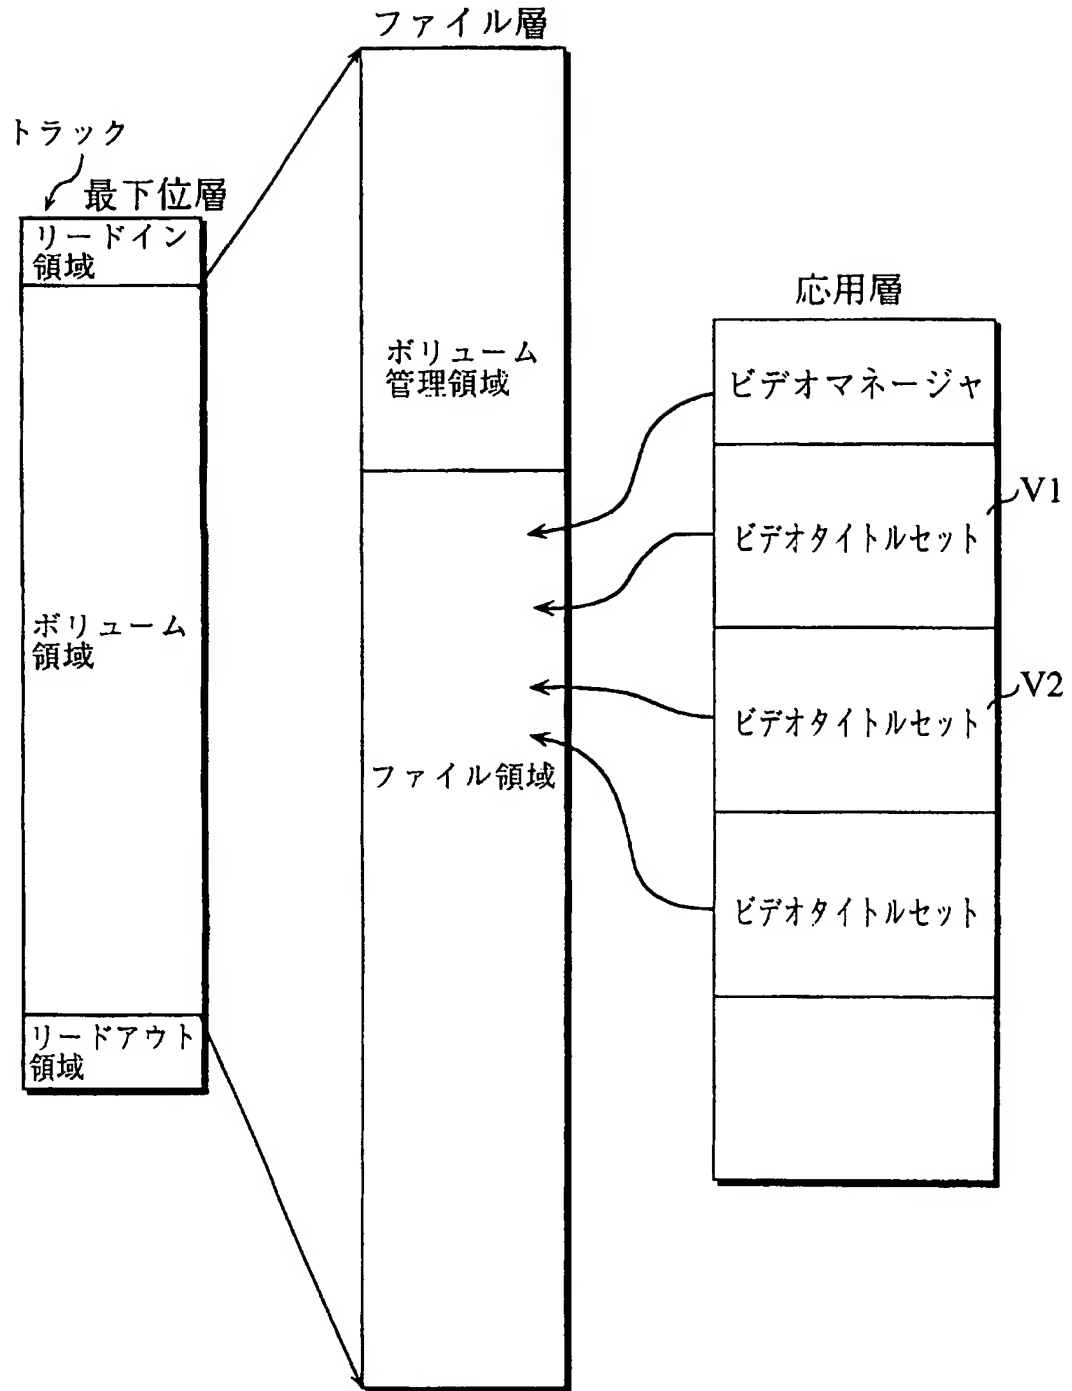 ファイル層
トラック
最下位層
リードイン
領域
ボリューム
領域
リードアウト
領域
ボリューム
管理領域
ファイル領域
応用層
ビデオマネージャ
ビデオタイトルセット
V1
ビデオタイトルセット
V2
ビデオタイトルセット